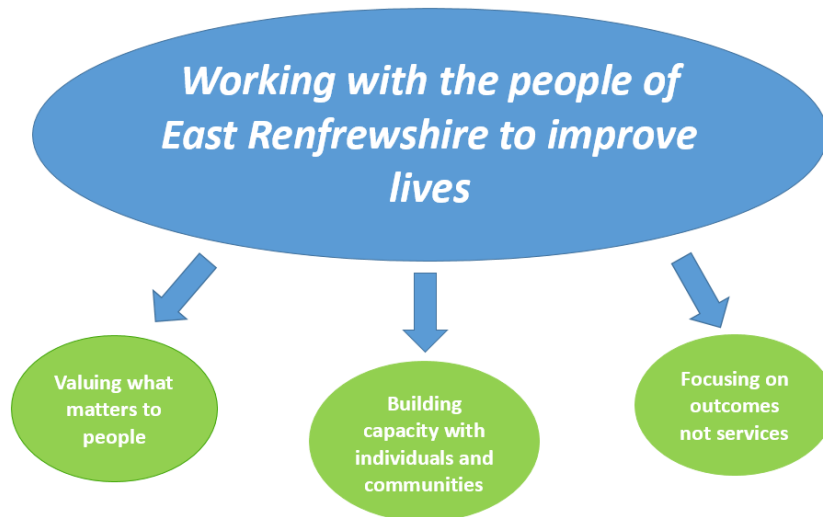 Working with the people of
East Renfrewshire to improve
lives
Valuing what
matters to
people
Building
capacity with
individuals and
communities
Focusing on
outcomes
not services